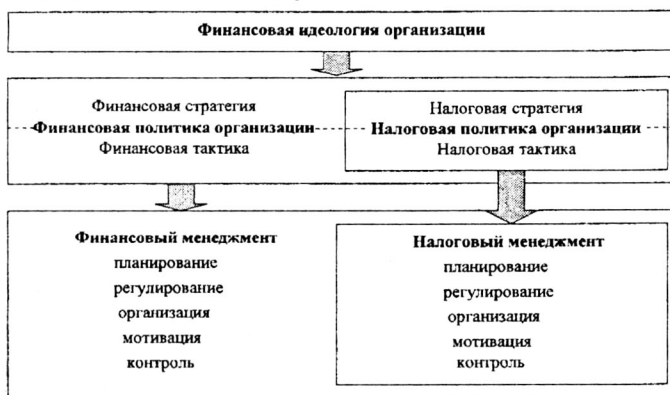 Финансовая идеология организации
Финансовая стратегия
Финансовая политика организации
Финансовая тактика
Налоговая стратегия
Налоговая политика организации
Налоговая тактика
Финансовый менеджмент
планирование
регулирование
организация
мотивация
контроль
Налоговый менеджмент
планирование
регулирование
организация
мотивация
контроль